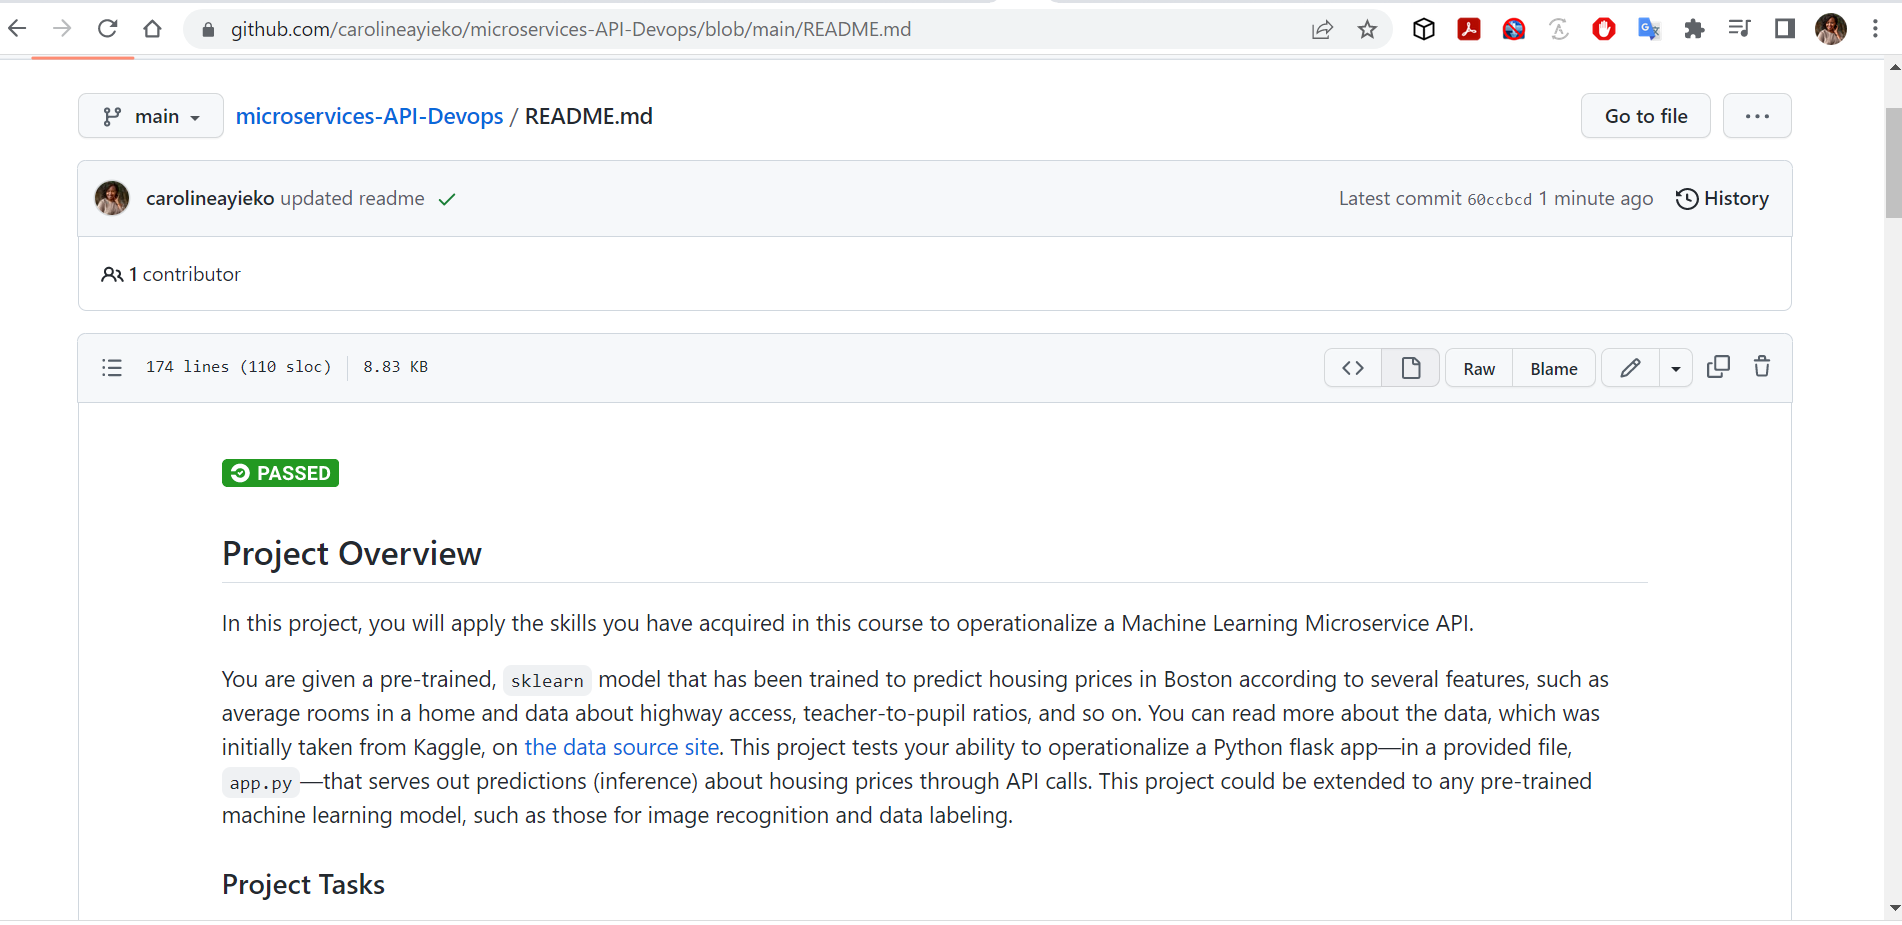 github.com/carolineayieko/microservices-API-Devops/blob/main/README.md
main microservices-API-Devops / README.md Go to file
carolineayieko updated readme Latest commit 60ccbcd 1 minute ago History
1 contributor
174 lines (110 sloc) 8.83 KB Raw Blame
PASSED
Project Overview
In this project, you will apply the skills you have acquired in this course to operationalize a Machine Learning Microservice API.
You are given a pre-trained, sklearn model that has been trained to predict housing prices in Boston according to several features, such as
average rooms in a home and data about highway access, teacher-to-pupil ratios, and so on. You can read more about the data, which was
initially taken from Kaggle, on the data source site. This project tests your ability to operationalize a Python flask app—in a provided file,
app.py—that serves out predictions (inference) about housing prices through API calls. This project could be extended to any pre-trained
machine learning model, such as those for image recognition and data labeling.
Project Tasks